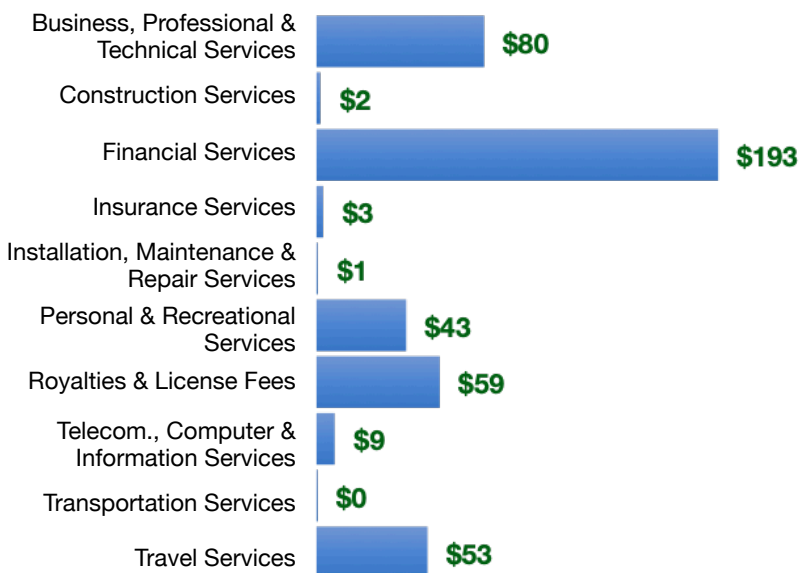 Business, Professional &
Technical Services
$80
Construction Services
$2
Financial Services
$193
Insurance Services
$3
Installation, Maintenance &
Repair Services
$1
Personal & Recreational
Services
$43
Royalties & License Fees
$59
Telecom., Computer &
Information Services
$9
Transportation Services
$0
Travel Services
$53